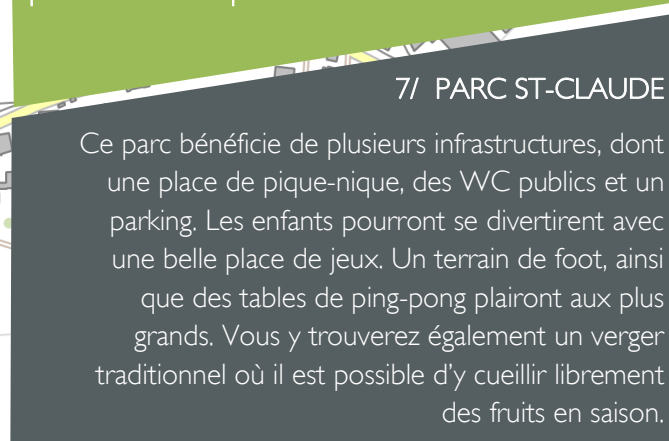 7/ PARC ST-CLAUDE
Ce parc bénéficie de plusieurs infrastructures, dont
une place de pique-nique, des WC publics et un
parking. Les enfants pourront se divertirent avec
une belle place de jeux. Un terrain de foot, ainsi
que des tables de ping-pong plairont aux plus
grands. Vous y trouverez également un verger
traditionnel où il est possible d’y cueillir librement
des fruits en saison.